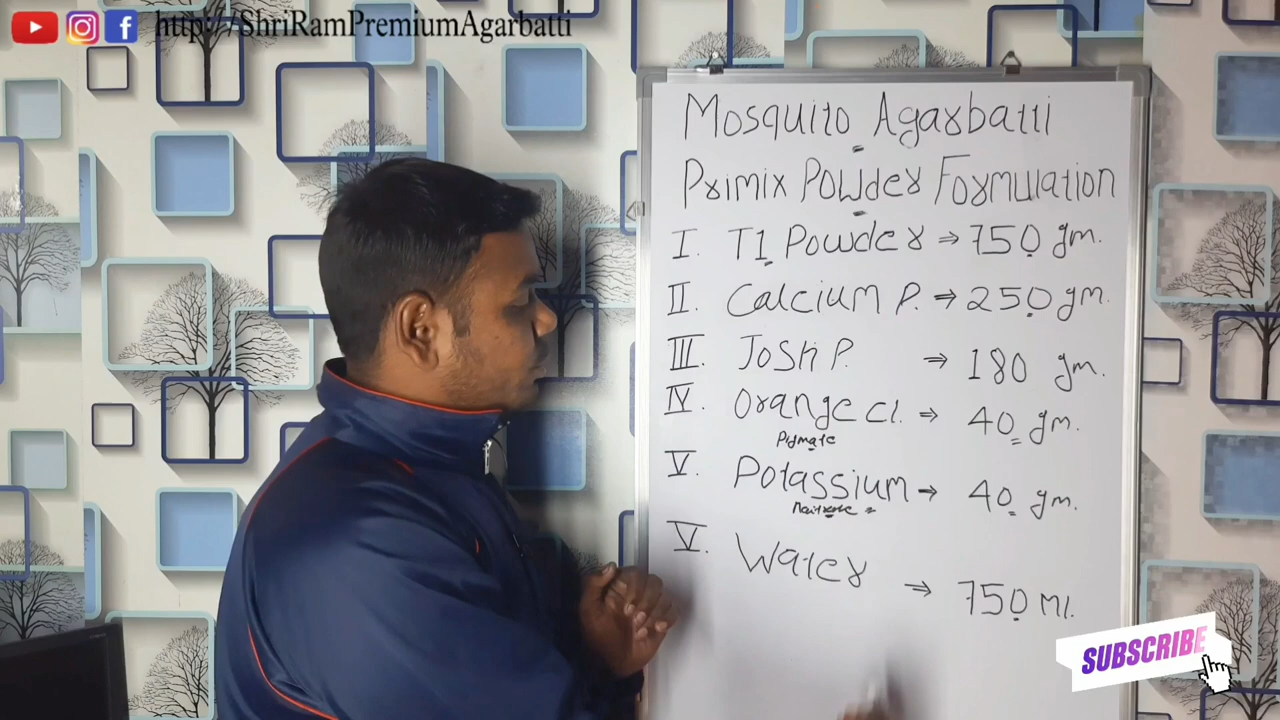 http://ShriRamPremiumAgarbatti
Mosquito Agarbatti
Primix Powder Formulation
I. T1 Powder ⇒ 750 gm.
II. Calcium P. ⇒ 250 gm.
III. Josh P. ⇒ 180 gm.
IV. Orange Cl. ⇒ 40 gm.
Pigmate
V. Potassium → 40 gm.
V. Water ⇒ 750 ml.
SUBSCRIBE